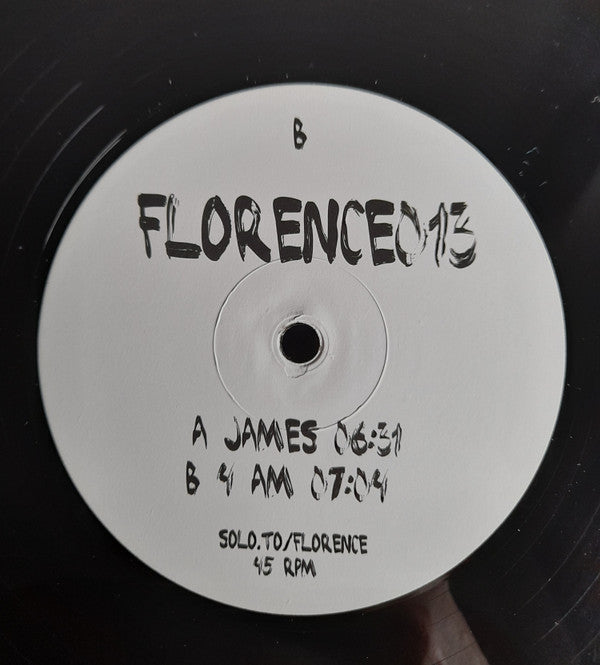 B
FLORENCE013
A JAMES 06:31
B 4 AM 07:04
SOLO.TO/FLORENCE
45 RPM